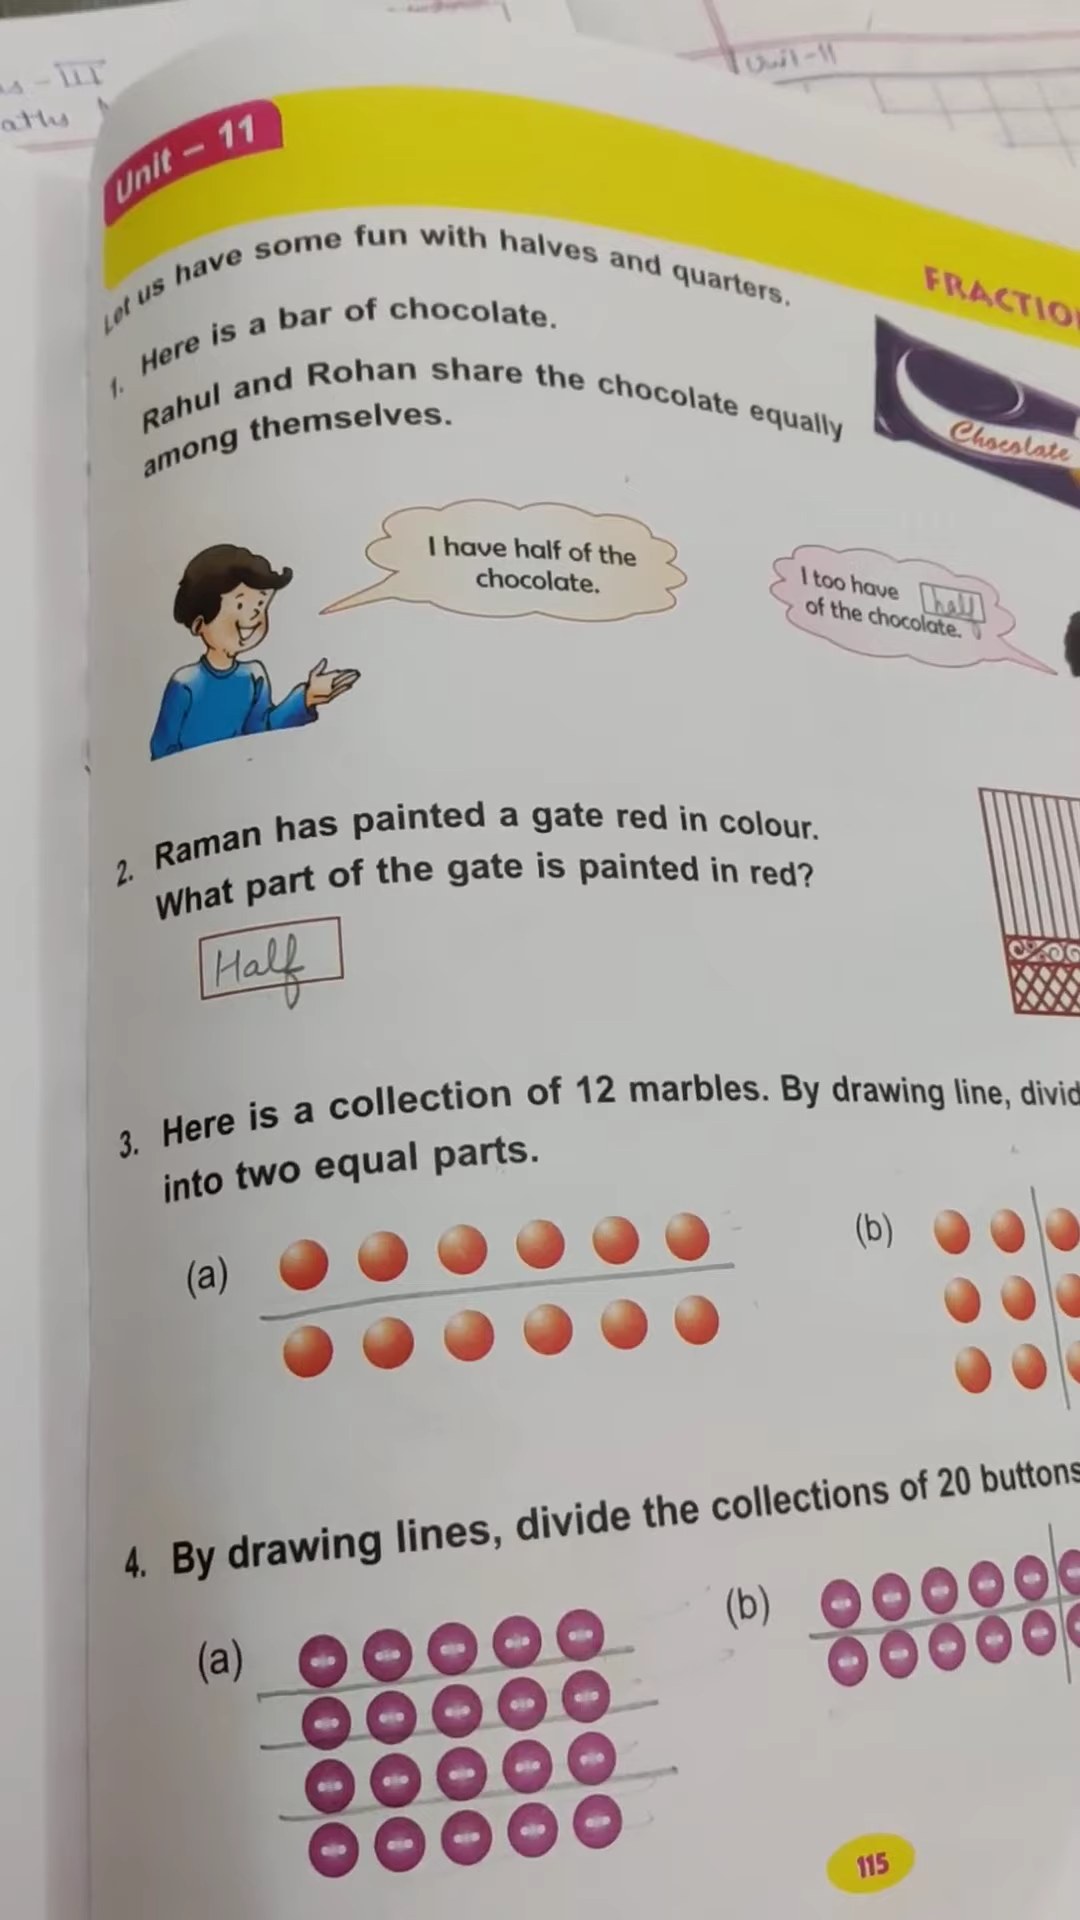 Unit-11
Unit – 11
FRACTIO
Let us have some fun with halves and quarters.
1. Here is a bar of chocolate.
Rahul and Rohan share the chocolate equally
among themselves.
Chocolate
I have half of the
chocolate.
I too have half
of the chocolate.
2. Raman has painted a gate red in colour.
What part of the gate is painted in red?
Half
3. Here is a collection of 12 marbles. By drawing line, divid
into two equal parts.
(a)
(b)
4. By drawing lines, divide the collections of 20 buttons
(a)
(b)
115